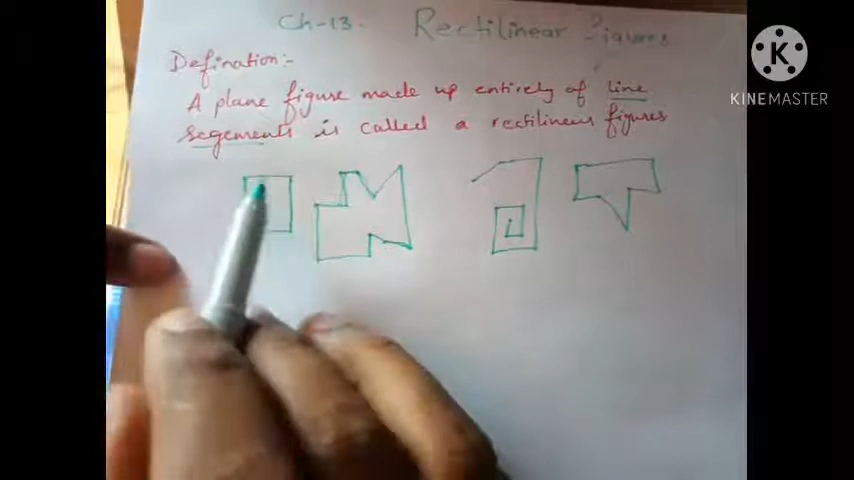 Ch-13. Rectilinear Figures
Defination:-
A plane figure made up entirely of line
segements is called a rectilinear figures
K
KINEMASTER